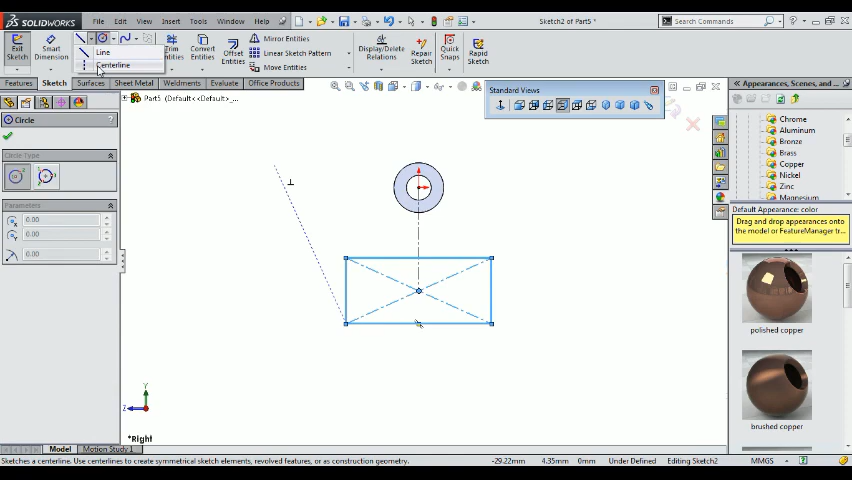 SOLIDWORKS
File
Edit
View
Insert
Tools
Window
Help
Sketch2 of Part5 *
Search Commands
Exit
Sketch
Smart
Dimension
Line
Centerline
Trim
Entities
Convert
Entities
Offset
Entities
Mirror Entities
Linear Sketch Pattern
Move Entities
Display/Delete
Relations
Repair
Sketch
Quick
Snaps
Rapid
Sketch
Features
Sketch
Surfaces
Sheet Metal
Weldments
Evaluate
Office Products
Part5 (Default<<Default>_...
Standard Views
Circle
Circle Type
Parameters
0.00
0.00
0.00
Y
Z
*Right
Appearances, Scenes, and
Chrome
Aluminum
Bronze
Brass
Copper
Nickel
Zinc
Magnesium
Default Appearance: color
Drag and drop appearances onto
the model or FeatureManager tr...
polished copper
brushed copper
Model
Motion Study 1
Sketches a centerline. Use centerlines to create symmetrical sketch elements, revolved features, or as construction geometry.
-29.22mm
4.35mm
0mm
Under Defined
Editing Sketch2
MMGS